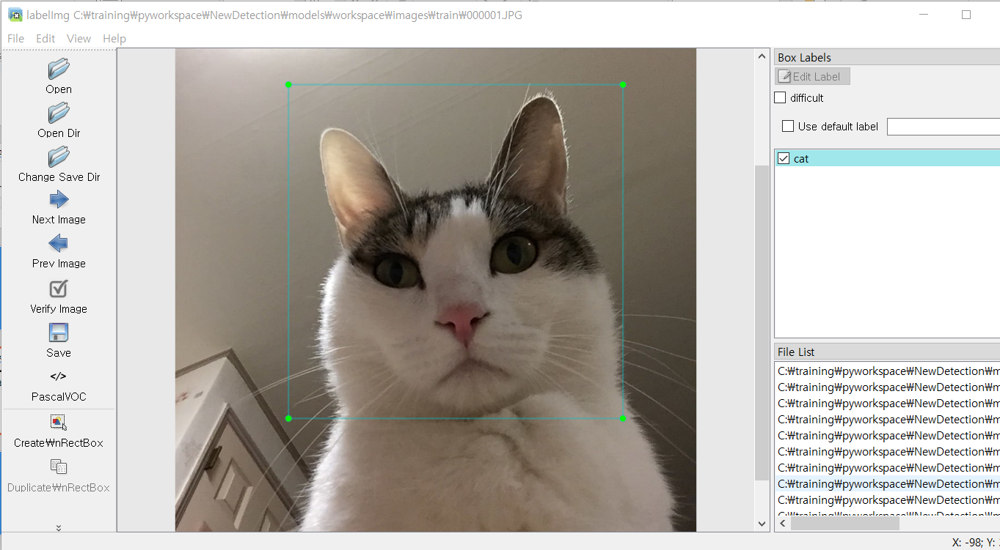 labelImg C:₩training₩pyworkspace₩NewDetection₩models₩workspace₩images₩train₩000001.JPG
File Edit View Help
Open
Open Dir
Change Save Dir
Next Image
Prev Image
Verify Image
Save
</>
PascalVOC
Create₩nRectBox
Duplicate₩nRectBox
Box Labels
Edit Label
difficult
Use default label
cat
File List
C:₩training₩pyworkspace₩NewDetection₩m
C:₩training₩pyworkspace₩NewDetection₩m
C:₩training₩pyworkspace₩NewDetection₩m
C:₩training₩pyworkspace₩NewDetection₩m
C:₩training₩pyworkspace₩NewDetection₩m
C:₩training₩pyworkspace₩NewDetection₩m
C:₩training₩pyworkspace₩NewDetection₩m
C:₩training₩pyworkspace₩NewDetection₩m
C:₩training₩pyworkspace₩NewDetection₩m
X: -98; Y: